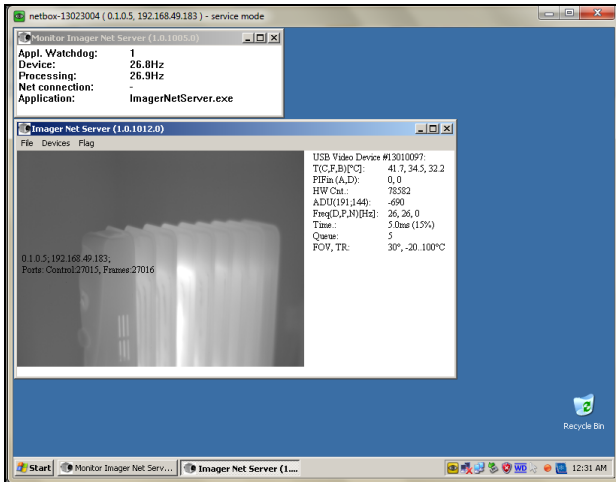 netbox-13023004 ( 0.1.0.5, 192.168.49.183 ) - service mode
Monitor Imager Net Server (1.0.1005.0)
Appl. Watchdog: 1
Device: 26.8Hz
Processing: 26.9Hz
Net connection: -
Application: ImagerNetServer.exe
Imager Net Server (1.0.1012.0)
File Devices Flag
USB Video Device #13010097:
T(C,F,B)[°C]: 41.7, 34.5, 32.2
PIFin (A,D): 0, 0
HW Cnt.: 78582
ADU(191;144): -690
Freq(D,P,N)[Hz]: 26, 26, 0
Time.: 5.0ms (15%)
Queue: 5
FOV, TR: 30°, -20..100°C
0.1.0.5; 192.168.49.183;
Ports: Control:27015, Frames:27016
Recycle Bin
Start Monitor Imager Net Serv... Imager Net Server (1.... WD 12:31 AM